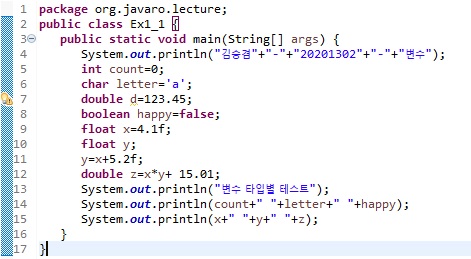 1 package org.javaro.lecture;
2 public class Ex1_1 {
3 public static void main(String[] args) {
4 System.out.println("김승겸"+"-"+"20201302"+"-"+"변수");
5 int count=0;
6 char letter='a';
7 double d=123.45;
8 boolean happy=false;
9 float x=4.1f;
10 float y;
11 y=x+5.2f;
12 double z=x*y+ 15.01;
13 System.out.println("변수 타입별 테스트");
14 System.out.println(count+" "+letter+" "+happy);
15 System.out.println(x+" "+y+" "+z);
16 }
17 }